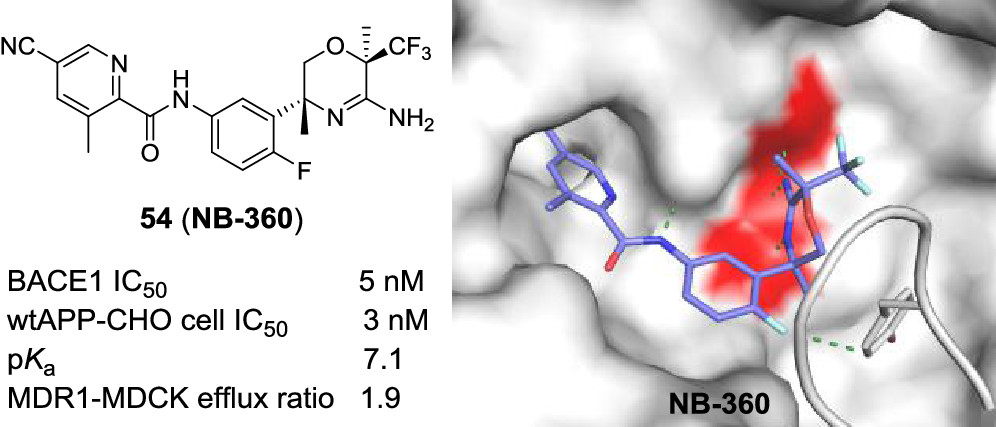 NC
N
H
N
O
F
O
CF3
N
NH2
54 (NB-360)
BACE1 IC50 5 nM
wtAPP-CHO cell IC50 3 nM
pKa 7.1
MDR1-MDCK efflux ratio 1.9
NB-360